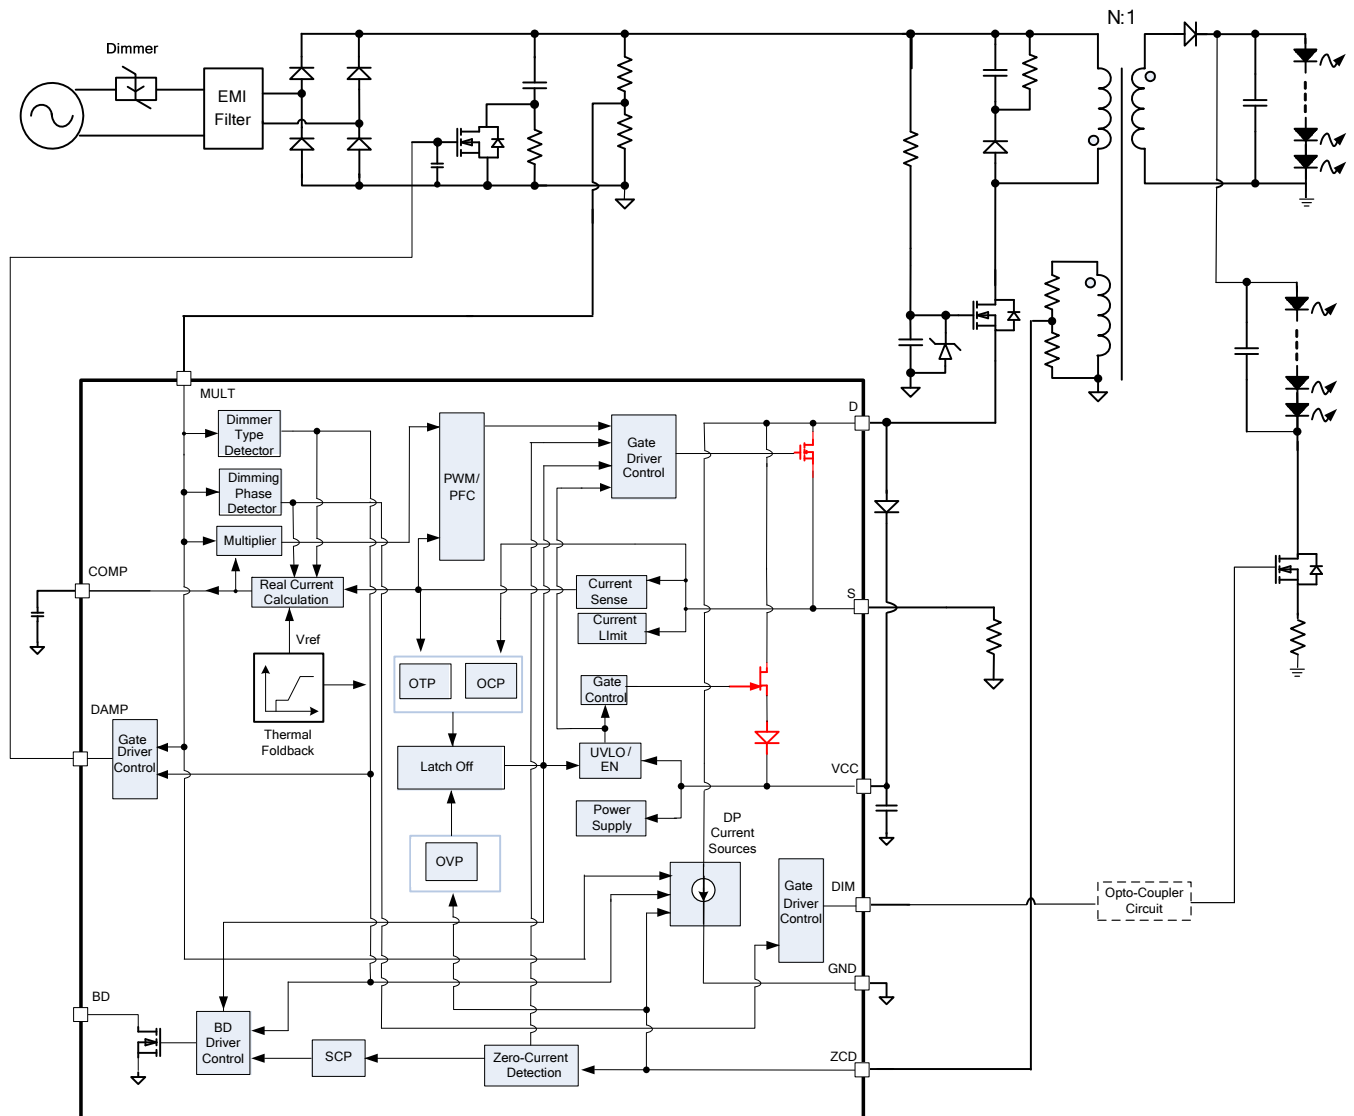 N:1
Dimmer
EMI
Filter
MULT
D
Dimmer
Type
Detector
Gate
Driver
Control
PWM/
PFC
Dimming
Phase
Detector
Multiplier
COMP
Real Current
Calculation
Current
Sense
S
Current
LImit
Vref
OTP
OCP
Gate
Control
DAMP
Gate
Driver
Control
Thermal
Foldback
Latch Off
UVLO /
EN
VCC
Power
Supply
DP
Current
Sources
OVP
Gate
Driver
Control
DIM
Opto-Coupler
Circuit
GND
BD
BD
Driver
Control
SCP
Zero-Current
Detection
ZCD